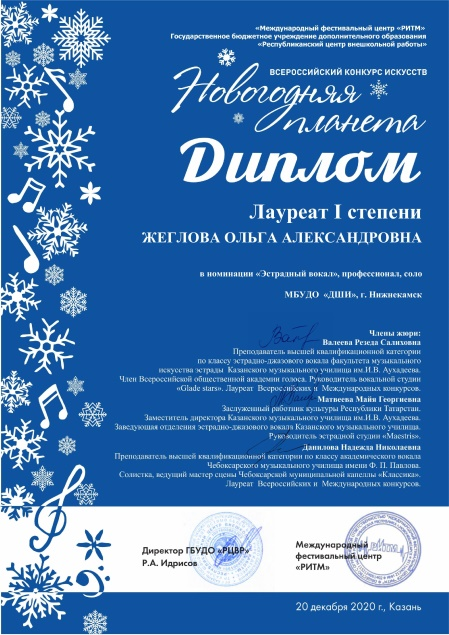 «Международный фестивальный центр «РИТМ»
Государственное бюджетное учреждение дополнительного образования
«Республиканский центр внешкольной работы»
ВСЕРОССИЙСКИЙ КОНКУРС ИСКУССТВ
Новогодняя
планета
Диплом
Лауреат I степени
ЖЕГЛОВА ОЛЬГА АЛЕКСАНДРОВНА
в номинации «Эстрадный вокал», профессионал, соло
МБУДО «ДШИ», г. Нижнекамск
Члены жюри:
Валеева Резеда Салиховна
Преподаватель высшей квалификационной категории
по классу эстрадно-джазового вокала факультета музыкального
искусства эстрады Казанского музыкального училища им.И.В. Аухадеева.
Член Всероссийской общественной академии голоса. Руководитель вокальной студии
«Glade stars». Лауреат Всероссийских и Международных конкурсов.
Матвеева Майя Георгиевна
Заслуженный работник культуры Республики Татарстан.
Заместитель директора Казанского музыкального училища им.И.В. Аухадеева.
Заведующая отделения эстрадно-джазового вокала Казанского музыкального училища.
Руководитель эстрадной студии «Maestris».
Данилова Надежда Николаевна
Преподаватель высшей квалификационной категории по классу академического вокала
Чебоксарского музыкального училища имени Ф. П. Павлова.
Солистка, ведущий мастер сцены Чебоксарской муниципальной капеллы «Классика».
Лауреат Всероссийских и Международных конкурсов.
Директор ГБУДО «РЦВР»
Р.А. Идрисов
Международный
фестивальный центр
«РИТМ»
20 декабря 2020 г., Казань